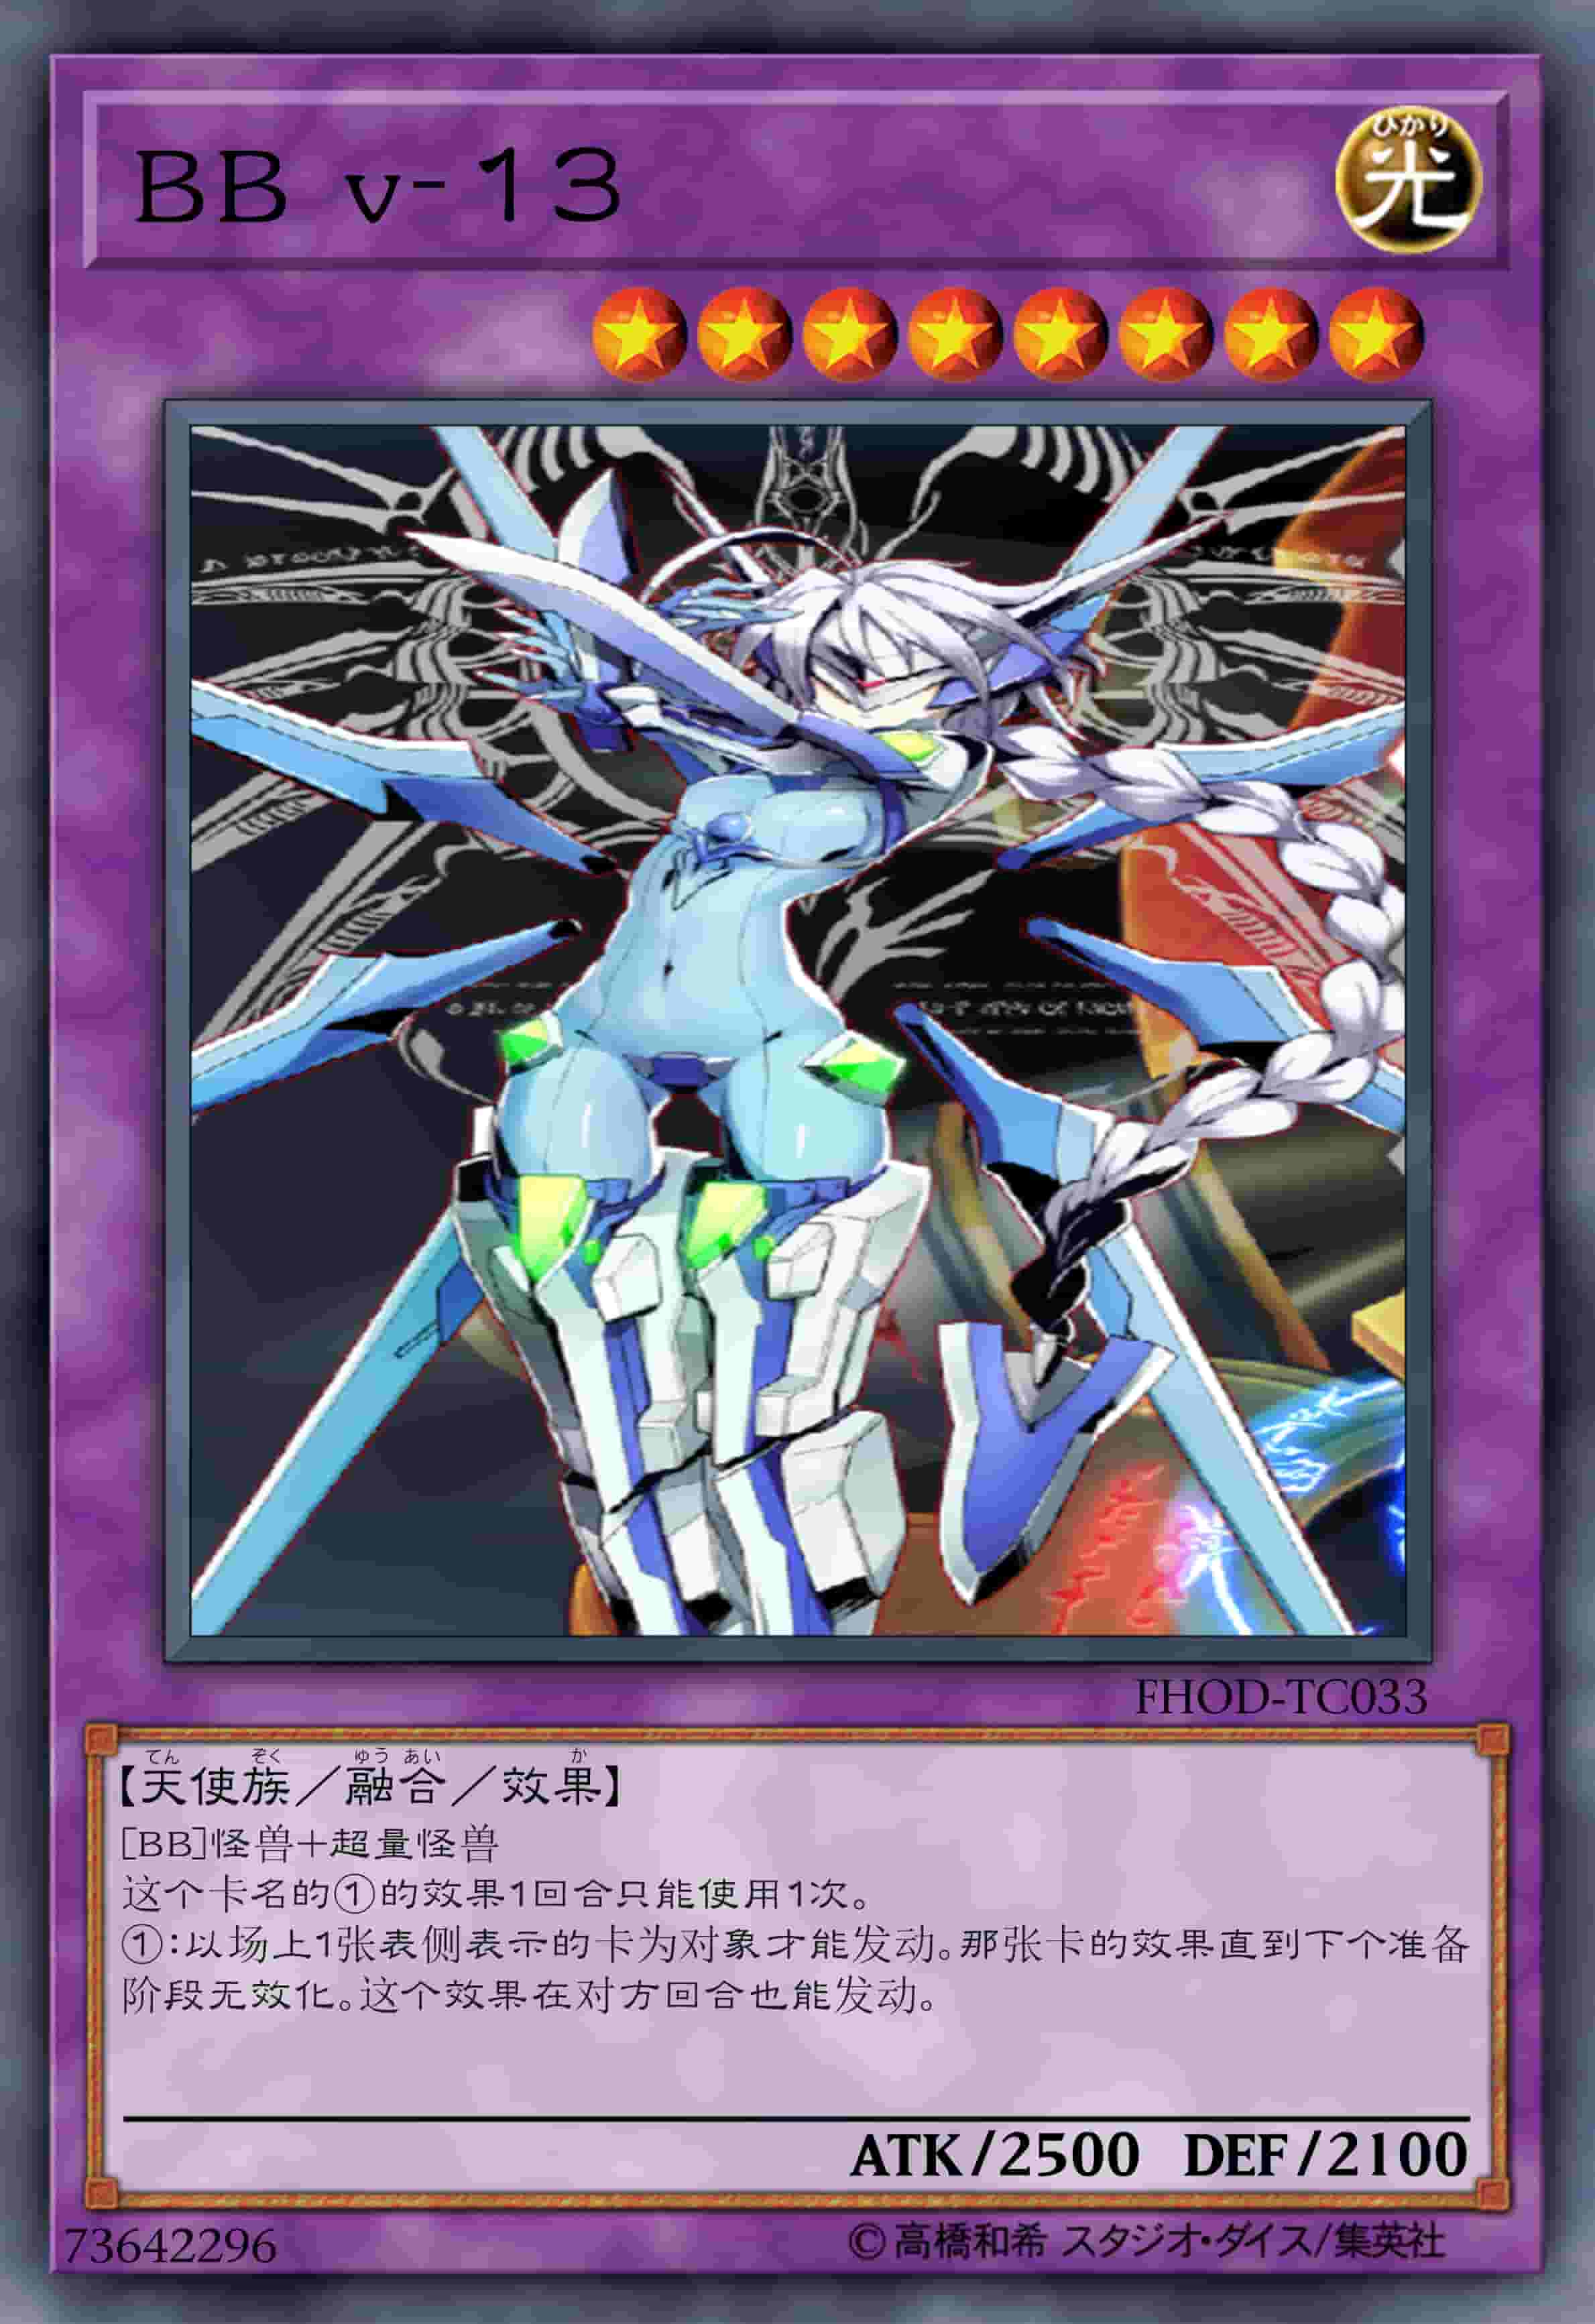 BB v-13
ひかり
光
FHOD-TC033
てん ぞく ゆう あい か
【天使族／融合／效果】
[BB]怪兽＋超量怪兽
这个卡名的①的效果1回合只能使用1次。
①：以场上1张表侧表示的卡为对象才能发动。那张卡的效果直到下个准备
阶段无效化。这个效果在对方回合也能发动。
ATK/2500 DEF/2100
73642296
©高橋和希 スタジオ・ダイス/集英社